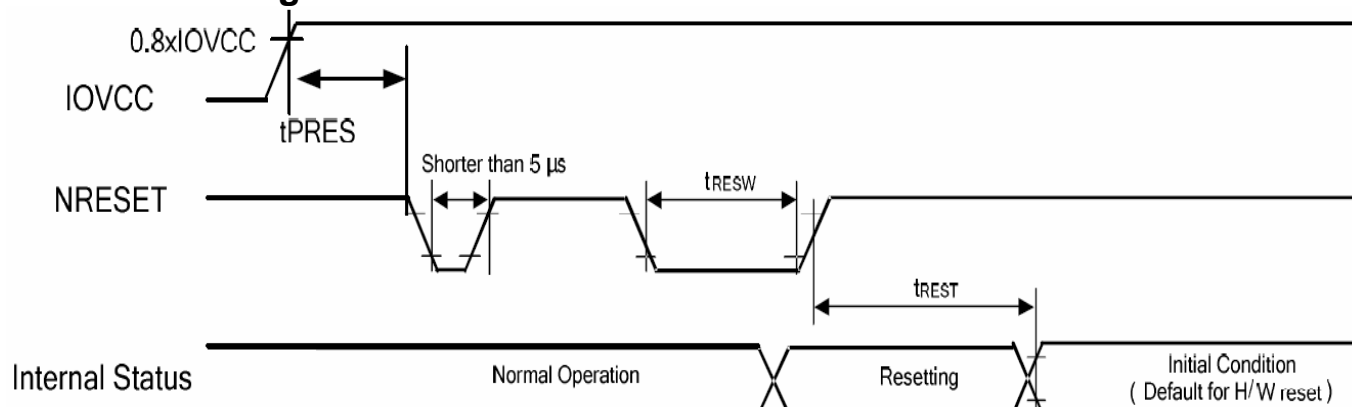 0.8xIOVCC
IOVCC
tPRES
Shorter than 5 μs
NRESET
tRESW
tREST
Internal Status
Normal Operation
Resetting
Initial Condition
( Default for H/W reset )